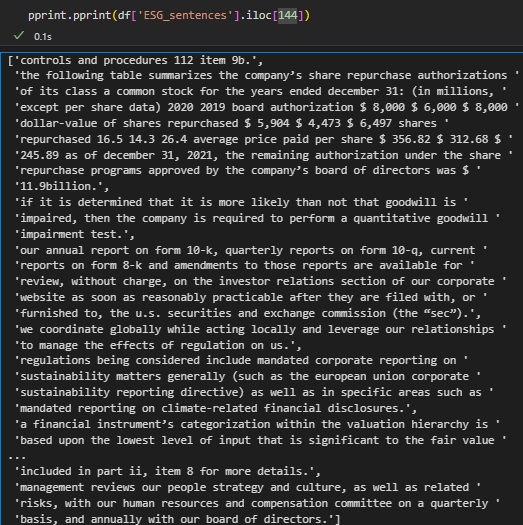 pprint.pprint(df['ESG_sentences'].iloc[144])
✓ 0.1s
['controls and procedures 112 item 9b.',
'the following table summarizes the company’s share repurchase authorizations '
'of its class a common stock for the years ended december 31: (in millions, '
'except per share data) 2020 2019 board authorization $ 8,000 $ 6,000 $ 8,000 '
'dollar-value of shares repurchased $ 5,904 $ 4,473 $ 6,497 shares '
'repurchased 16.5 14.3 26.4 average price paid per share $ 356.82 $ 312.68 $ '
'245.89 as of december 31, 2021, the remaining authorization under the share '
'repurchase programs approved by the company’s board of directors was $ '
'11.9billion.',
'if it is determined that it is more likely than not that goodwill is '
'impaired, then the company is required to perform a quantitative goodwill '
'impairment test.',
'our annual report on form 10-k, quarterly reports on form 10-q, current '
'reports on form 8-k and amendments to those reports are available for '
'review, without charge, on the investor relations section of our corporate '
'website as soon as reasonably practicable after they are filed with, or '
'furnished to, the u.s. securities and exchange commission (the “sec”).',
'we coordinate globally while acting locally and leverage our relationships '
'to manage the effects of regulation on us.',
'regulations being considered include mandated corporate reporting on '
'sustainability matters generally (such as the european union corporate '
'sustainability reporting directive) as well as in specific areas such as '
'mandated reporting on climate-related financial disclosures.',
'a financial instrument’s categorization within the valuation hierarchy is '
'based upon the lowest level of input that is significant to the fair value '
...
'included in part ii, item 8 for more details.',
'management reviews our people strategy and culture, as well as related '
'risks, with our human resources and compensation committee on a quarterly '
'basis, and annually with our board of directors.']